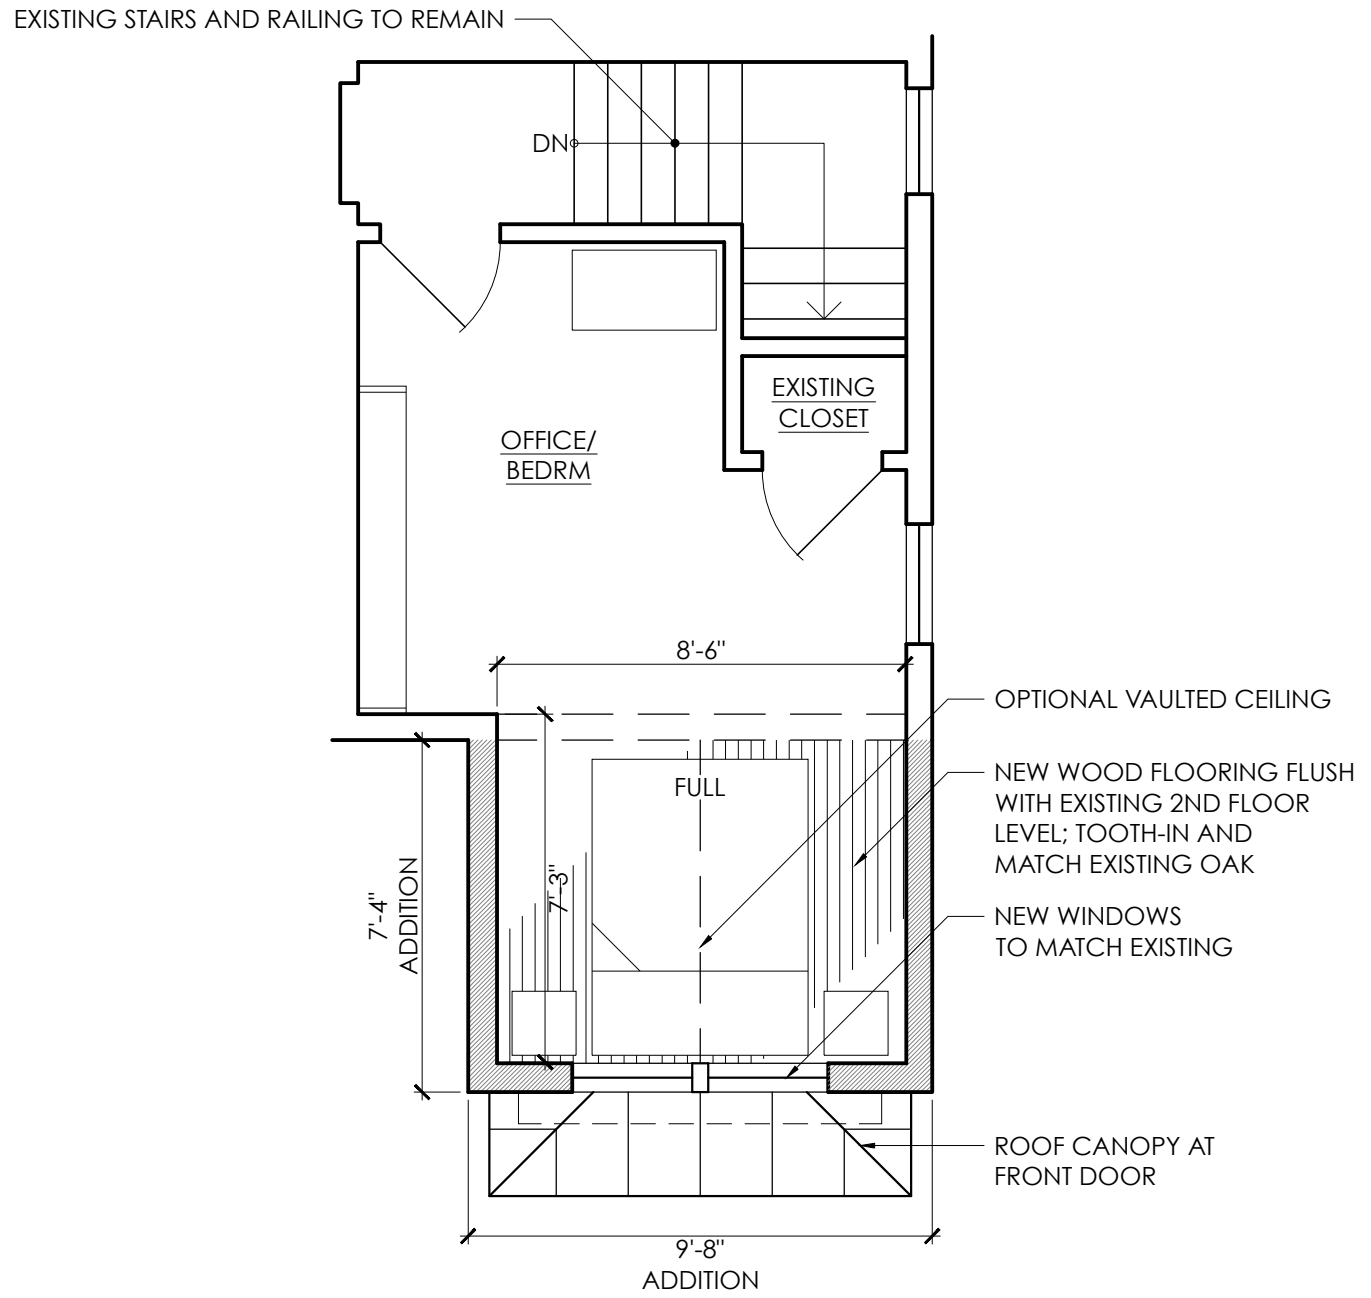 EXISTING STAIRS AND RAILING TO REMAIN
DN
EXISTING
CLOSET
OFFICE/
BEDRM
8'-6"
OPTIONAL VAULTED CEILING
NEW WOOD FLOORING FLUSH
WITH EXISTING 2ND FLOOR
LEVEL; TOOTH-IN AND
MATCH EXISTING OAK
FULL
7'-3"
7'-4"
ADDITION
NEW WINDOWS
TO MATCH EXISTING
ROOF CANOPY AT
FRONT DOOR
9'-8"
ADDITION